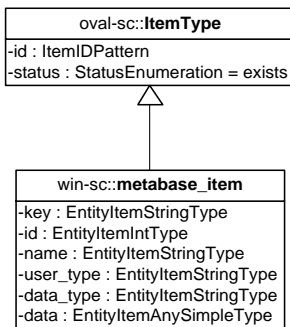 oval-sc::ItemType
-id : ItemIDPattern
-status : StatusEnumeration = exists
win-sc::metabase_item
-key : EntityItemStringType
-id : EntityItemIntType
-name : EntityItemStringType
-user_type : EntityItemStringType
-data_type : EntityItemStringType
-data : EntityItemAnySimpleType